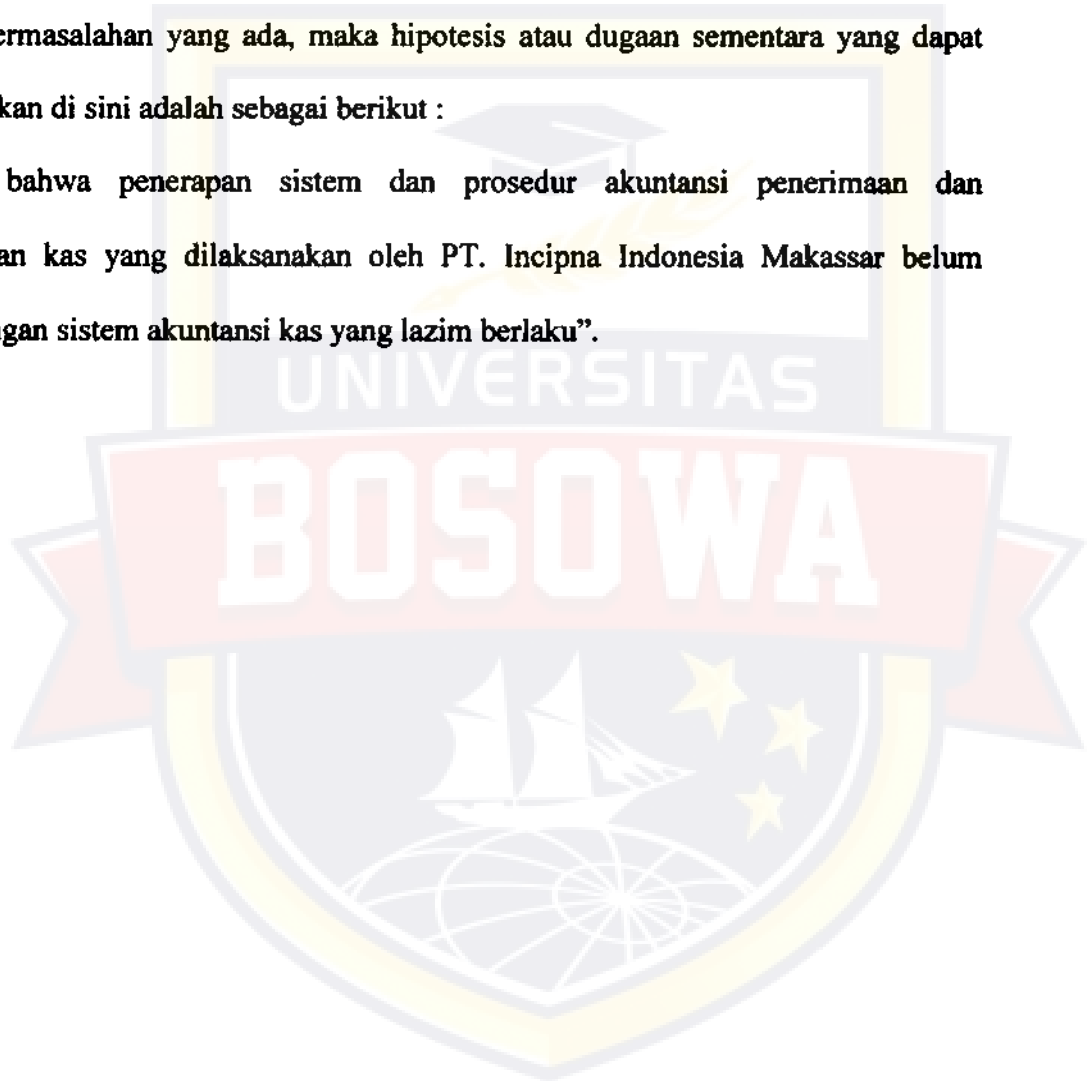 ermasalahan yang ada, maka hipotesis atau dugaan sementara yang dapat
kan di sini adalah sebagai berikut :
bahwa penerapan sistem dan prosedur akuntansi penerimaan dan
an kas yang dilaksanakan oleh PT. Incipna Indonesia Makassar belum
ngan sistem akuntansi kas yang lazim berlaku”.
UNIVERSITAS
BOSOWA